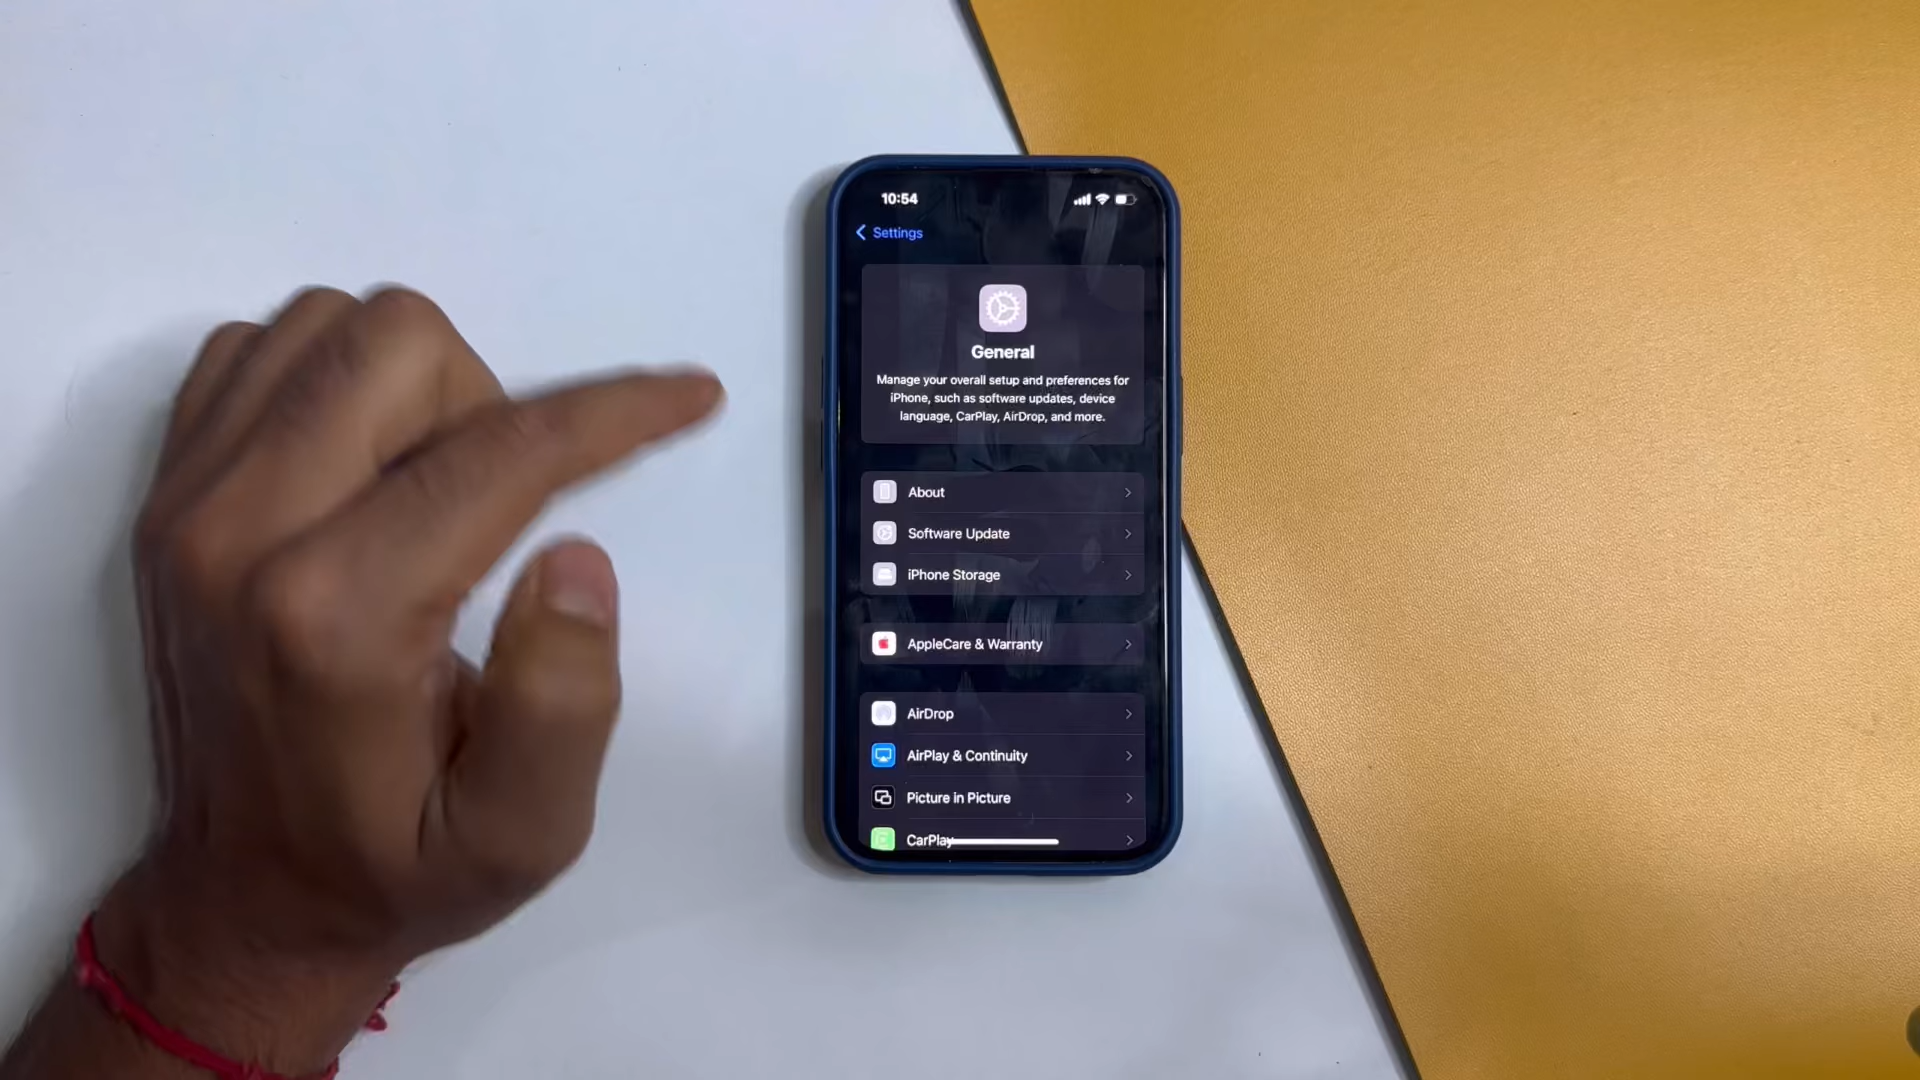 10:54
Settings
General
Manage your overall setup and preferences for
iPhone, such as software updates, device
language, CarPlay, AirDrop, and more.
About
Software Update
iPhone Storage
AppleCare & Warranty
AirDrop
AirPlay & Continuity
Picture in Picture
CarPlay